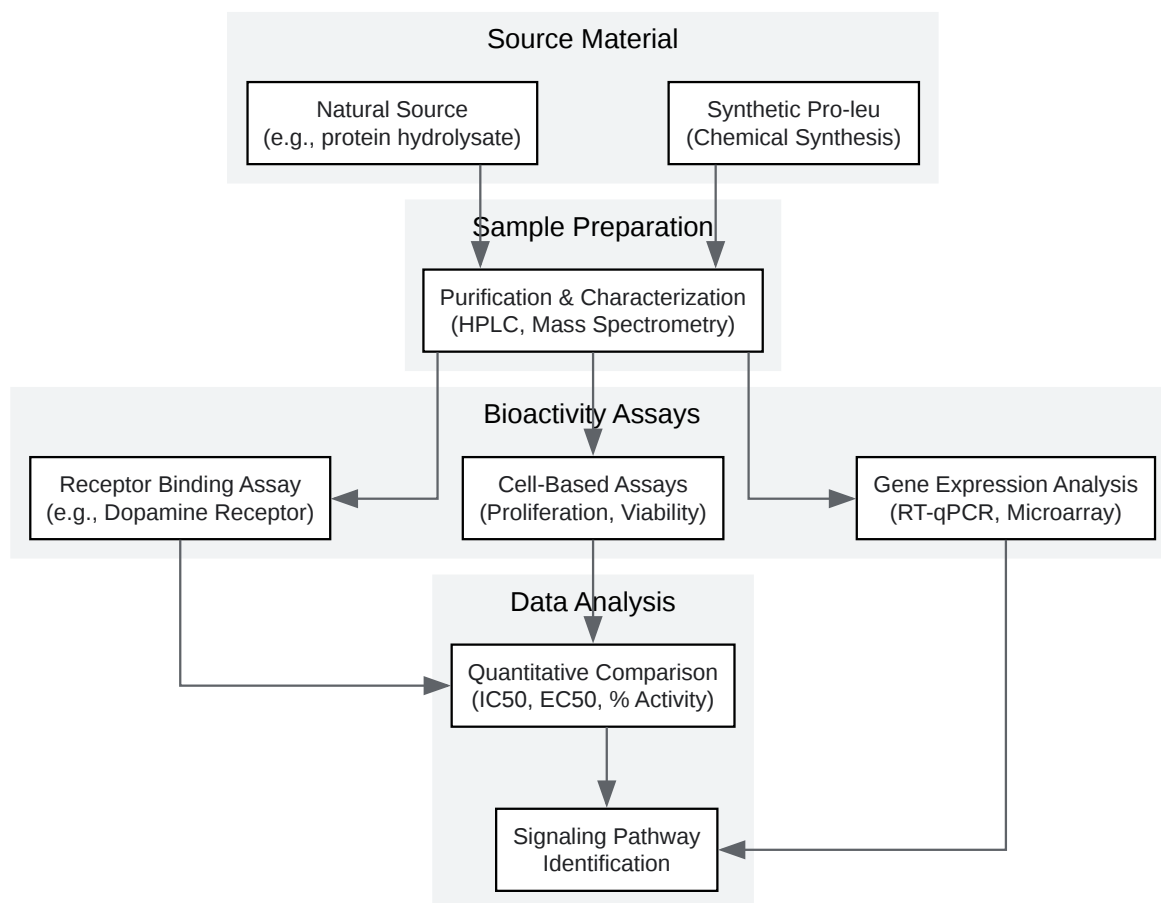 Source Material
Natural Source
(e.g., protein hydrolysate)
Synthetic Pro-leu
(Chemical Synthesis)
Sample Preparation
Purification & Characterization
(HPLC, Mass Spectrometry)
Bioactivity Assays
Receptor Binding Assay
(e.g., Dopamine Receptor)
Cell-Based Assays
(Proliferation, Viability)
Gene Expression Analysis
(RT-qPCR, Microarray)
Data Analysis
Quantitative Comparison
(IC50, EC50, % Activity)
Signaling Pathway
Identification